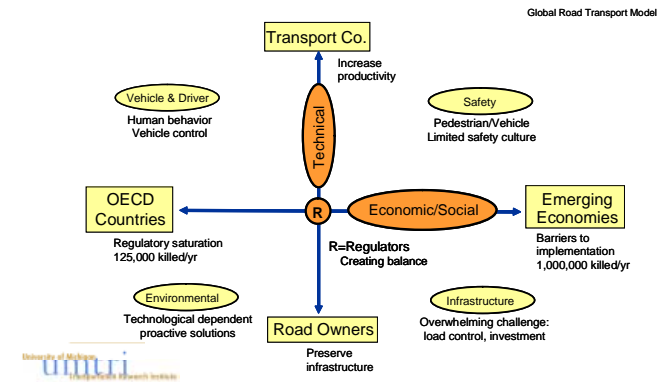 Global Road Transport Model
Transport Co.
Increase
productivity
Vehicle & Driver
Human behavior
Vehicle control
Safety
Pedestrian/Vehicle
Limited safety culture
Technical
OECD
Countries
R
Economic/Social
Emerging
Economies
Regulatory saturation
125,000 killed/yr
R=Regulators
Creating balance
Barriers to
implementation
1,000,000 killed/yr
Environmental
Technological dependent
proactive solutions
Infrastructure
Overwhelming challenge:
load control, investment
Road Owners
Preserve
infrastructure
University of Michigan
umtri
Transportation Research Institute